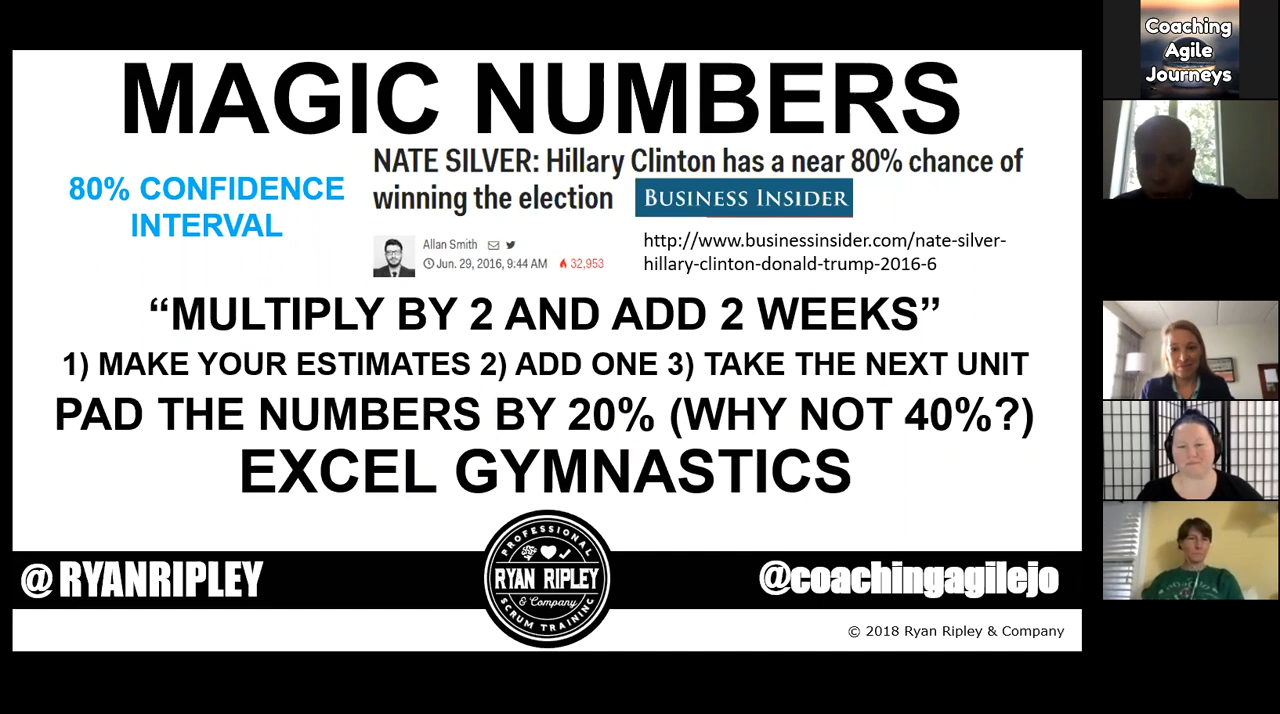 MAGIC NUMBERS
80% CONFIDENCE
INTERVAL
NATE SILVER: Hillary Clinton has a near 80% chance of
winning the election
BUSINESS INSIDER
Allan Smith
Jun. 29, 2016, 9:44 AM 32,953
http://www.businessinsider.com/nate-silver-
hillary-clinton-donald-trump-2016-6
“MULTIPLY BY 2 AND ADD 2 WEEKS”
1) MAKE YOUR ESTIMATES 2) ADD ONE 3) TAKE THE NEXT UNIT
PAD THE NUMBERS BY 20% (WHY NOT 40%?)
EXCEL GYMNASTICS
@RYANRIPLEY
PROFESSIONAL
RYAN RIPLEY
& Company
SCRUM TRAINING
@coachingagilejo
© 2018 Ryan Ripley & Company
Coaching
Agile
Journeys